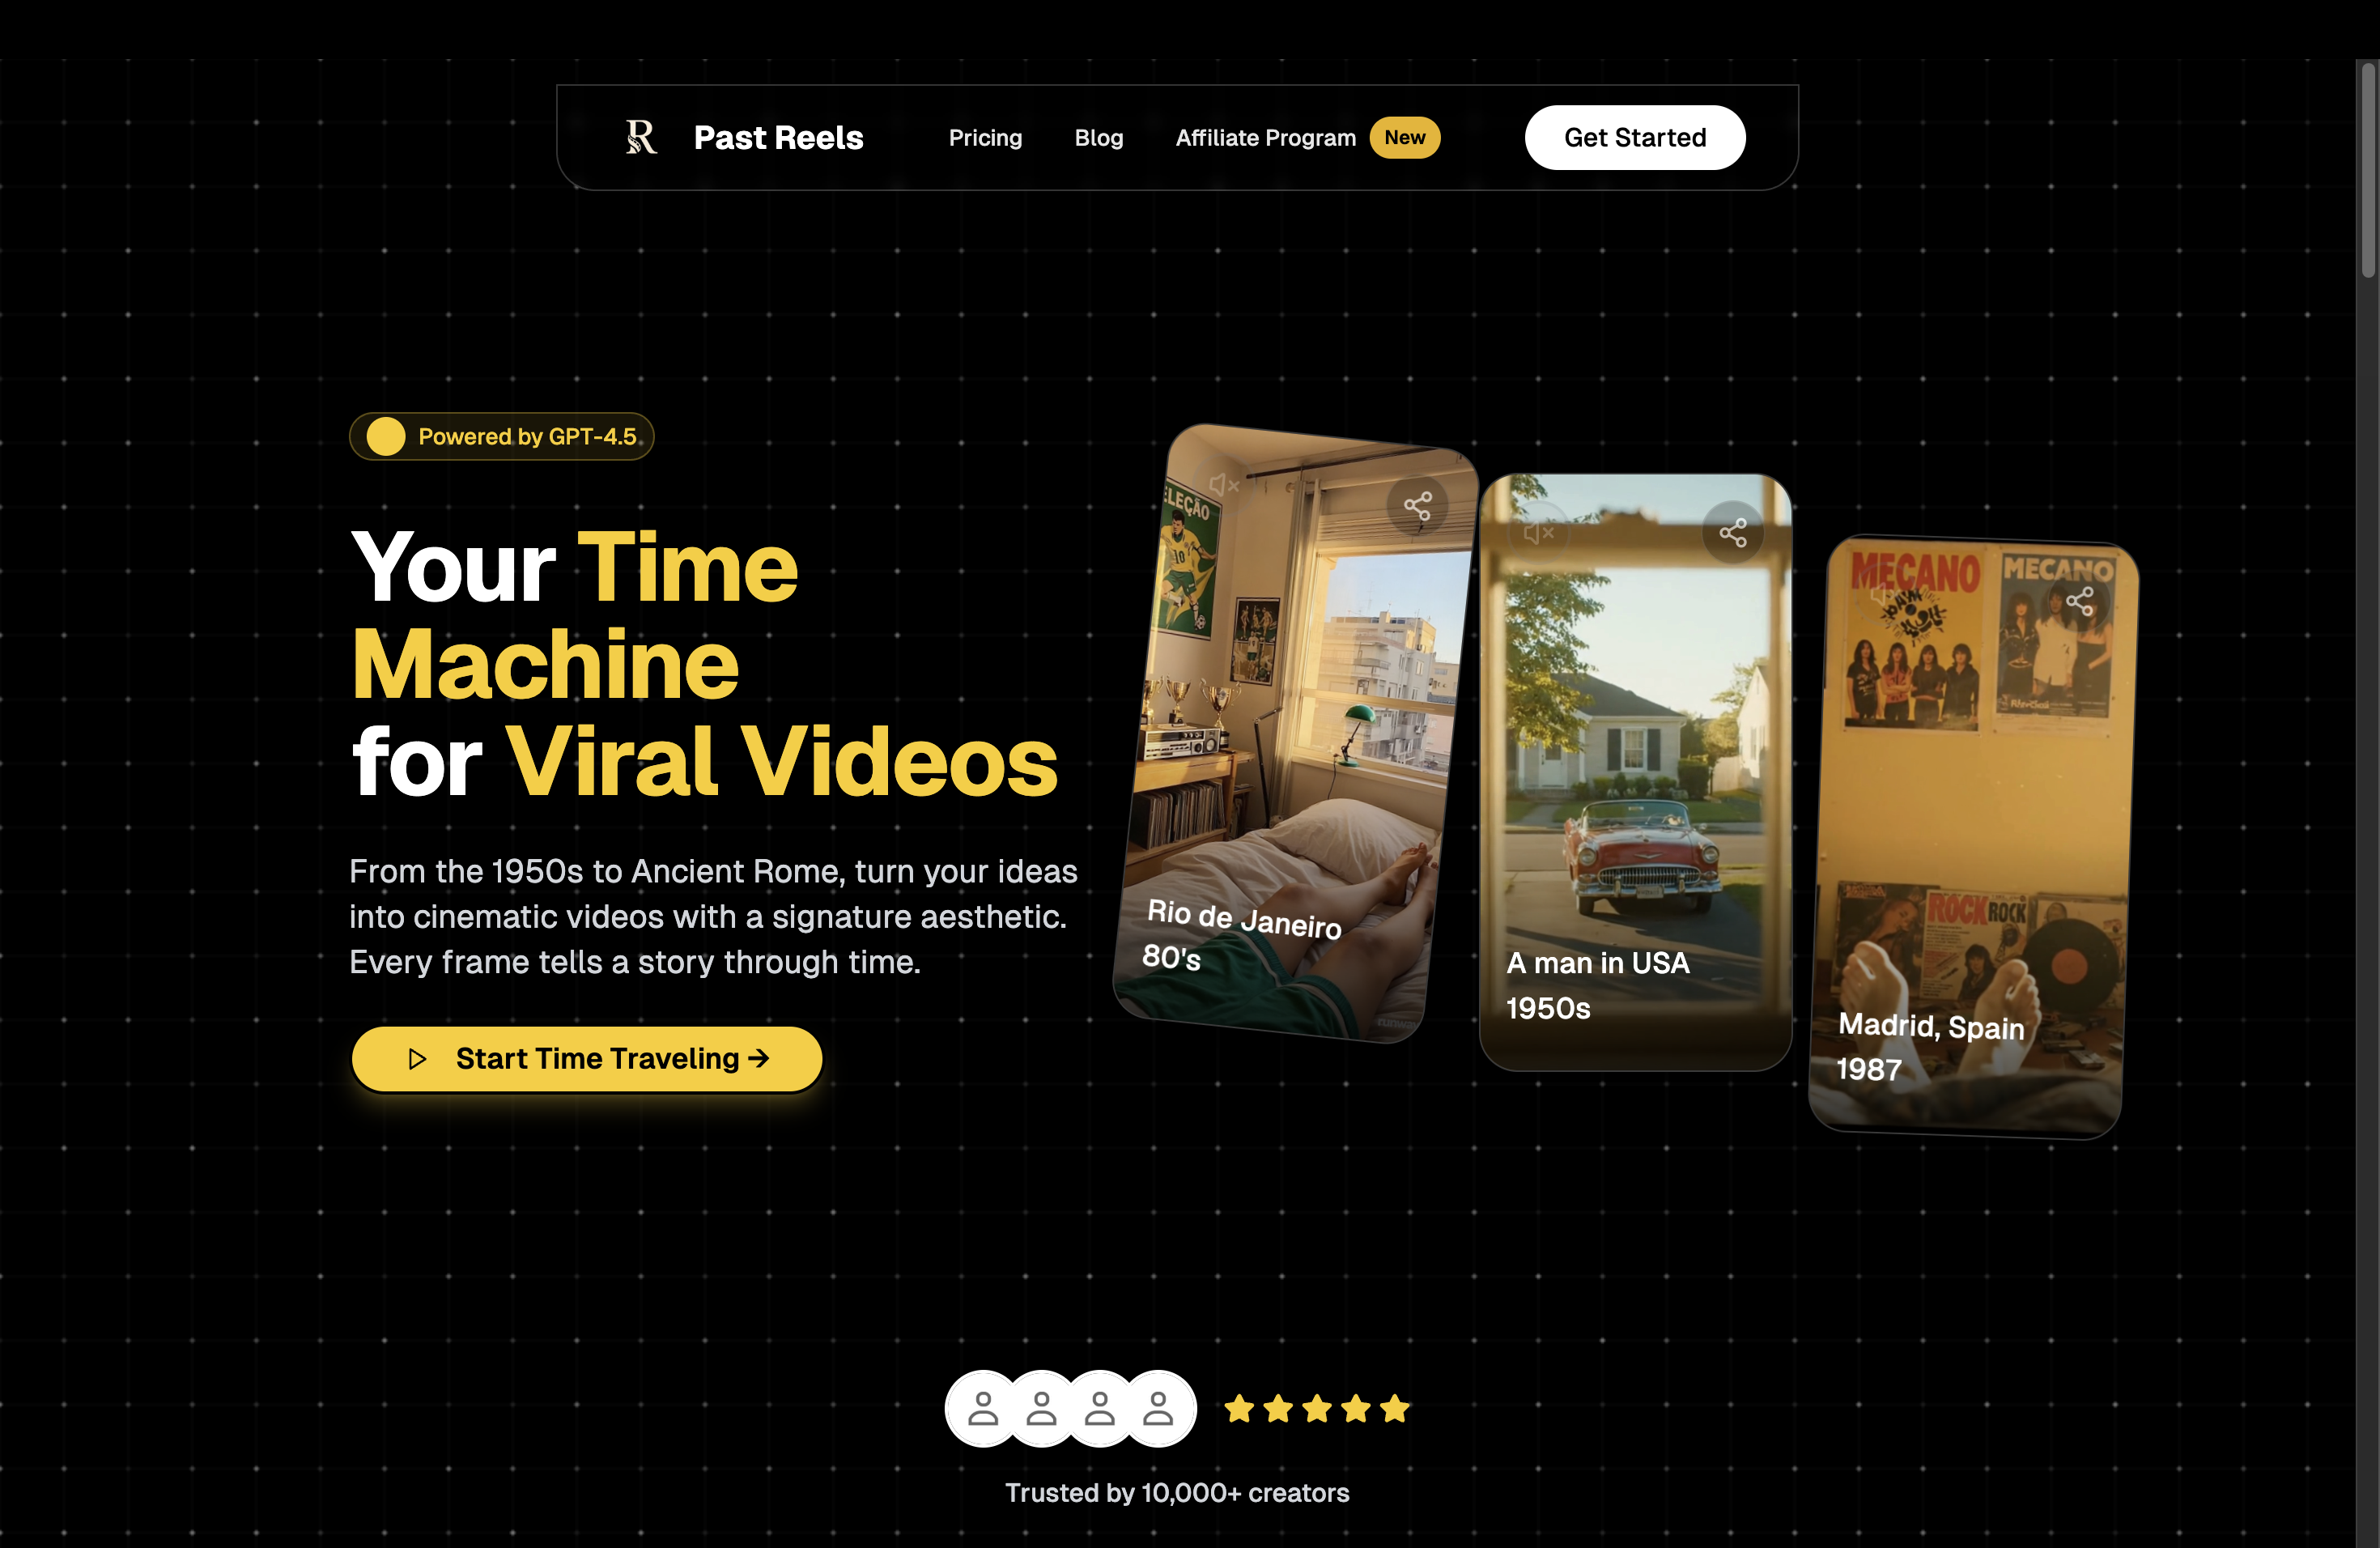 R
Past Reels
Pricing
Blog
Affiliate Program
New
Get Started
Powered by GPT-4.5
Your Time
Machine
for Viral Videos
From the 1950s to Ancient Rome, turn your ideas
into cinematic videos with a signature aesthetic.
Every frame tells a story through time.
Start Time Traveling →
LEÇÃO
10
Rio de Janeiro
80's
runway
A man in USA
1950s
MECANO
MECANO
ROCK ROCK
Madrid, Spain
1987
Trusted by 10,000+ creators